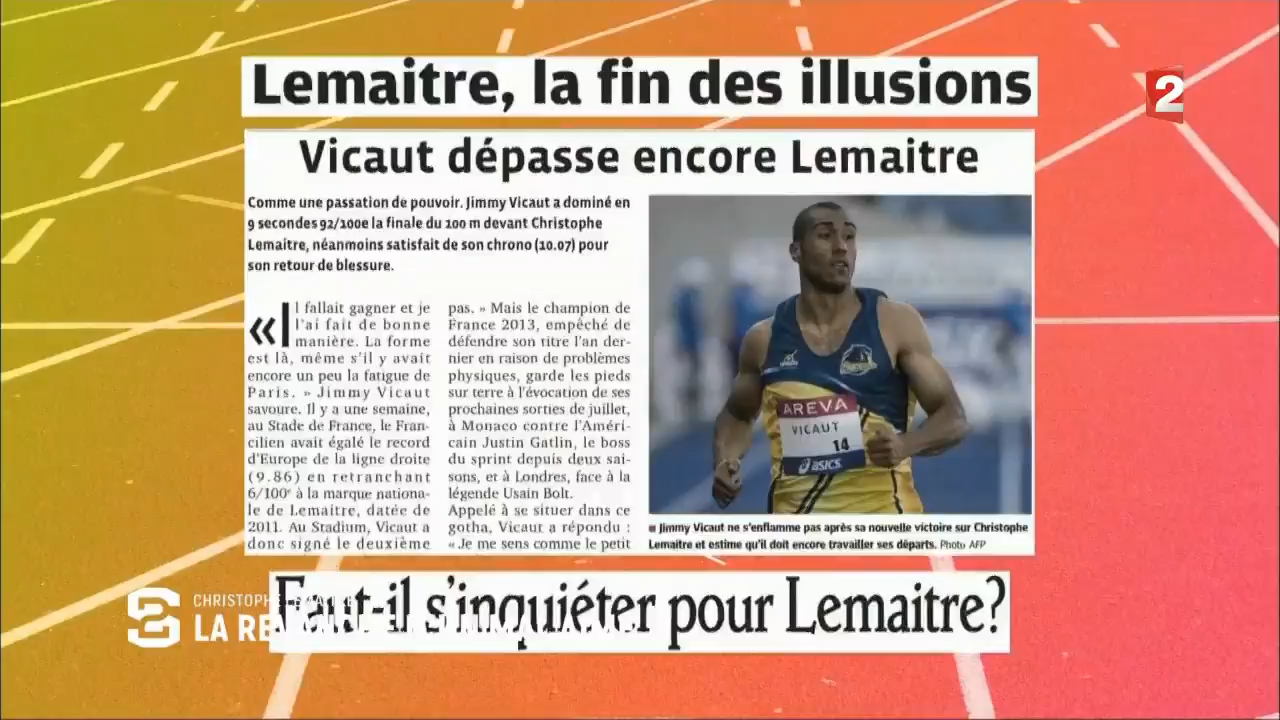 Lemaitre, la fin des illusions
2
Vicaut dépasse encore Lemaitre
Comme une passation de pouvoir. Jimmy Vicaut a dominé en
9 secondes 92/100e la finale du 100 m devant Christophe
Lemaitre, néanmoins satisfait de son chrono (10.07) pour
son retour de blessure.
«Il fallait gagner et je
l'ai fait de bonne
manière. La forme
est là, même s'il y avait
encore un peu la fatigue de
Paris. » Jimmy Vicaut
savoure. Il y a une semaine,
au Stade de France, le Fran-
cilien avait égalé le record
d'Europe de la ligne droite
(9.86) en retranchant
6/100e à la marque nationa-
le de Lemaitre, datée de
2011. Au Stadium, Vicaut a
donc signé le deuxième
pas. » Mais le champion de
France 2013, empêché de
défendre son titre l'an der-
nier en raison de problèmes
physiques, garde les pieds
sur terre à l'évocation de ses
prochaines sorties de juillet,
à Monaco contre l'Améri-
cain Justin Gatlin, le boss
du sprint depuis deux sai-
sons, et à Londres, face à la
légende Usain Bolt.
Appelé à se situer dans ce
gotha, Vicaut a répondu :
« Je me sens comme le petit
AREVA
VICAUT
14
asics
■ Jimmy Vicaut ne s'enflamme pas après sa nouvelle victoire sur Christophe
Lemaitre et estime qu'il doit encore travailler ses départs. Photo AFP
Faut-il s'inquiéter pour Lemaitre?
CHRISTOPHE LEMAITRE
LA